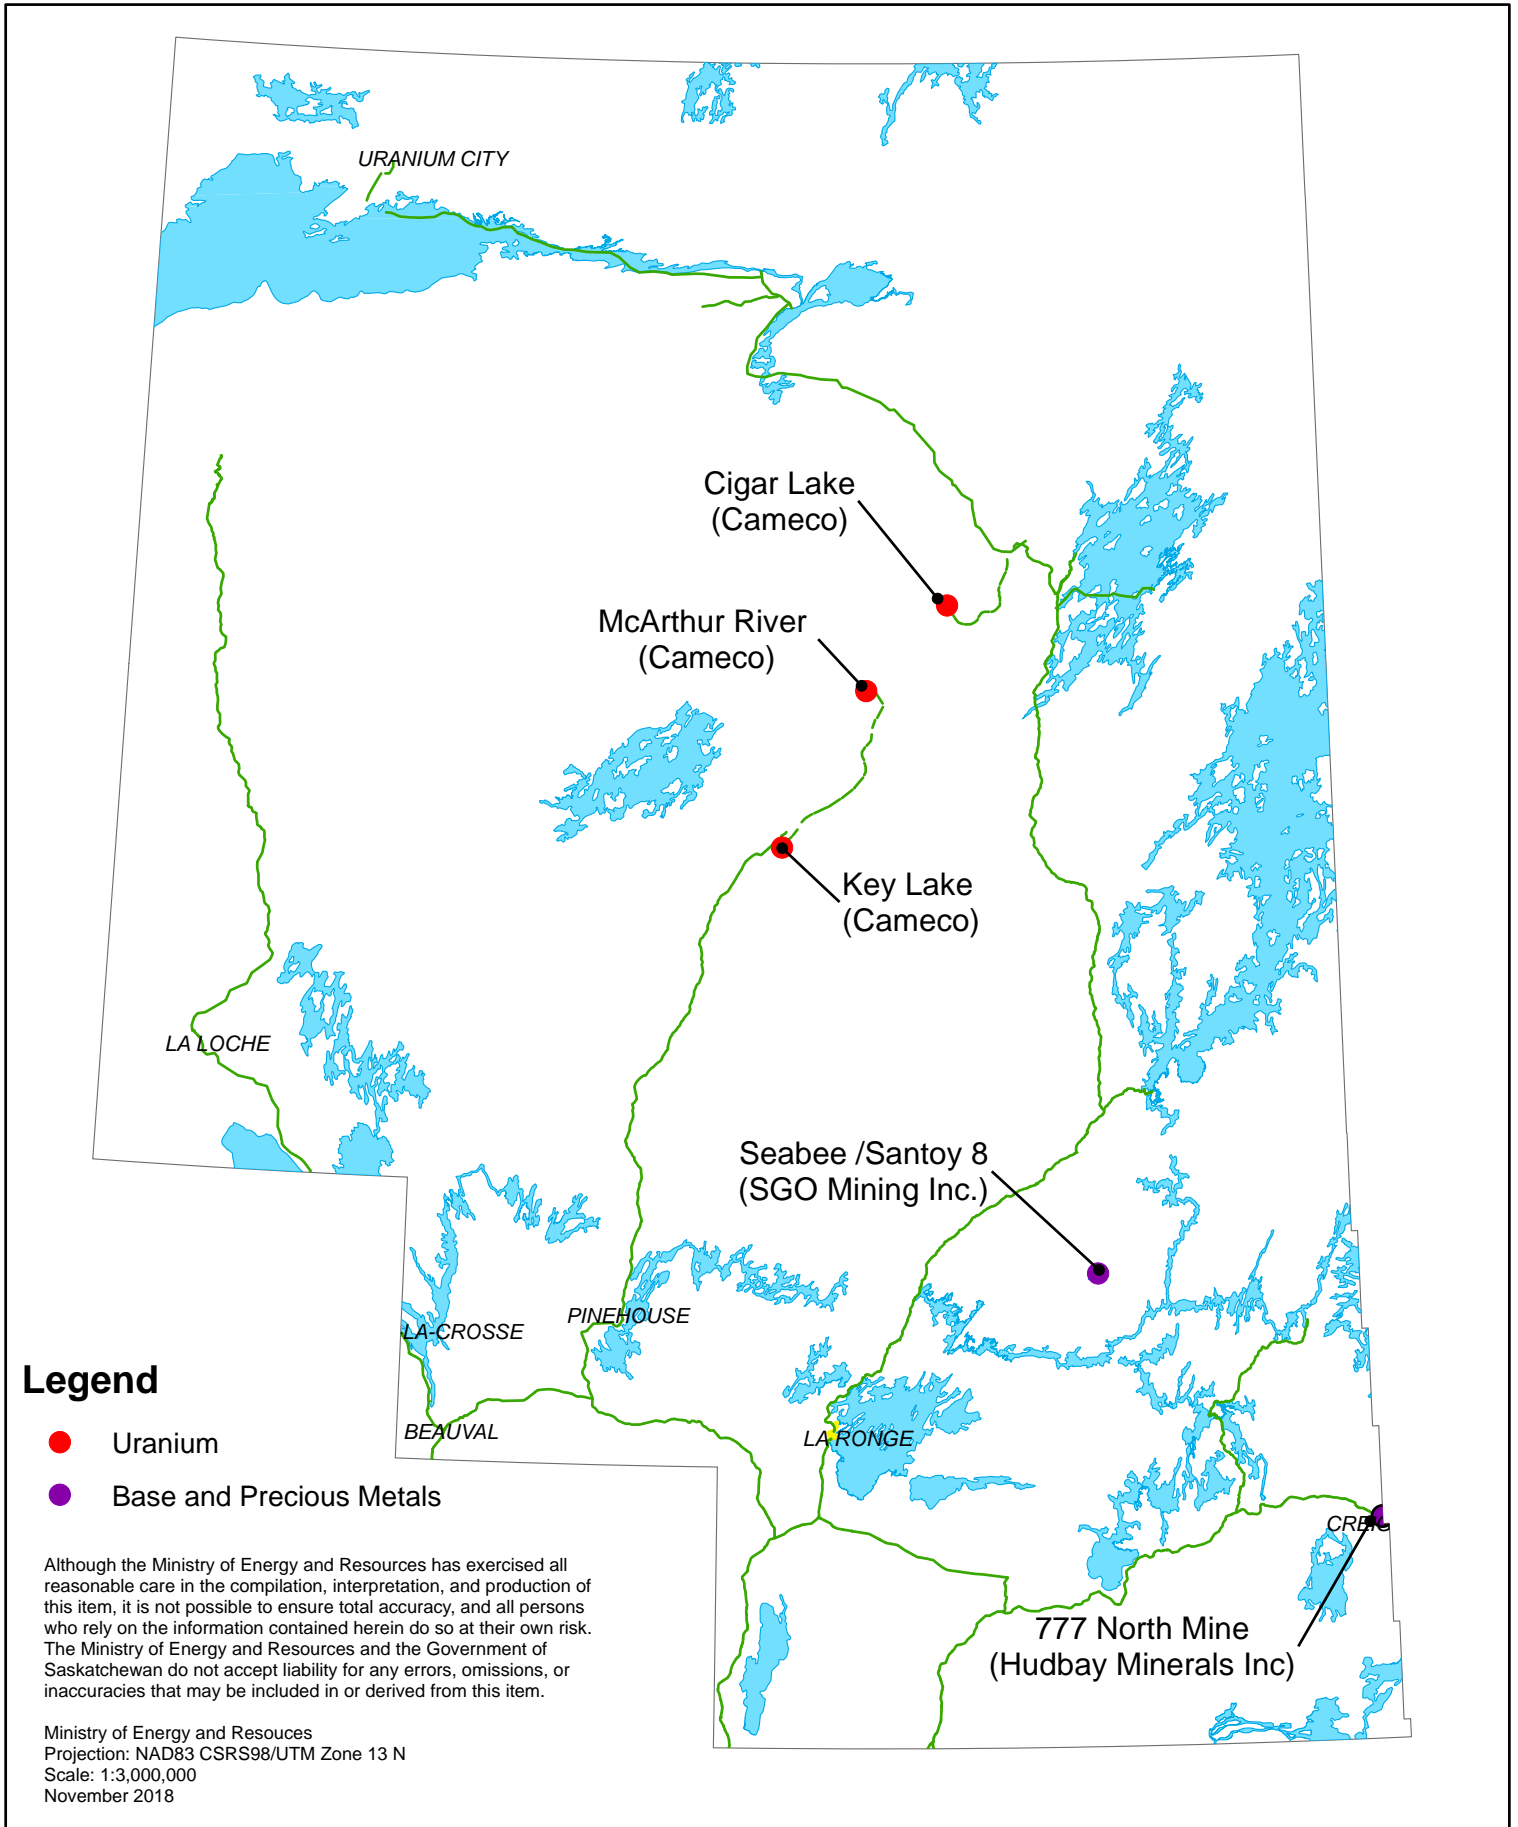 URANIUM CITY
Cigar Lake
(Cameco)
McArthur River
(Cameco)
Key Lake
(Cameco)
LA LOCHE
Seabee /Santoy 8
(SGO Mining Inc.)
PINEHOUSE
LA-CROSSE
BEAUVAL
LA RONGE
CREIG
777 North Mine
(Hudbay Minerals Inc)
Legend
Uranium
Base and Precious Metals
Although the Ministry of Energy and Resources has exercised all
reasonable care in the compilation, interpretation, and production of
this item, it is not possible to ensure total accuracy, and all persons
who rely on the information contained herein do so at their own risk.
The Ministry of Energy and Resources and the Government of
Saskatchewan do not accept liability for any errors, omissions, or
inaccuracies that may be included in or derived from this item.
Ministry of Energy and Resouces
Projection: NAD83 CSRS98/UTM Zone 13 N
Scale: 1:3,000,000
November 2018